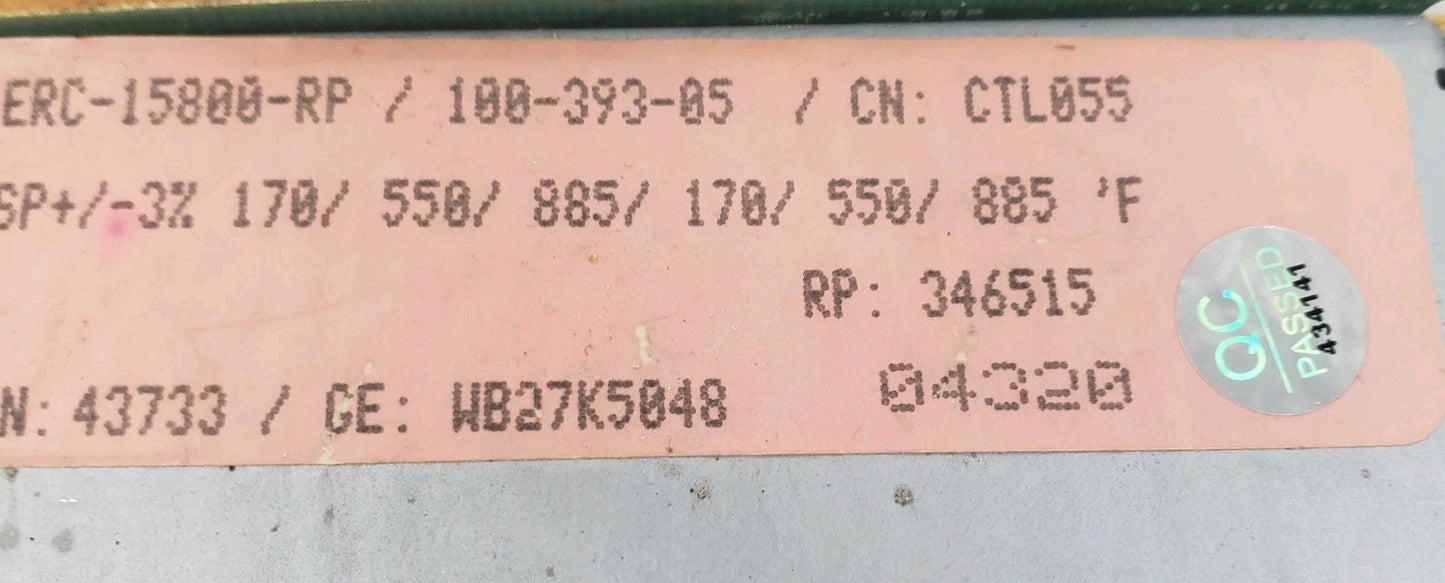 ERC-15800-RP / 100-393-05 / CN: CTL055
SP+/-3% 170/ 550/ 885/ 170/ 550/ 885 'F
RP: 346515
N: 43733 / GE: WB27K5048
04320
QC
PASSED
434141